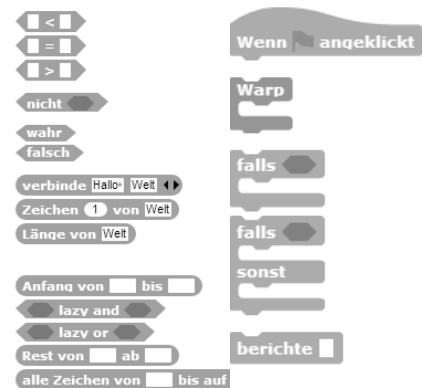 <
=
>
nicht
wahr
falsch
verbinde Hallo Welt
Zeichen 1 von Welt
Länge von Welt
Anfang von bis
lazy and
lazy or
Rest von ab
alle Zeichen von bis auf
Wenn angeklickt
Warp
falls
falls
sonst
berichte